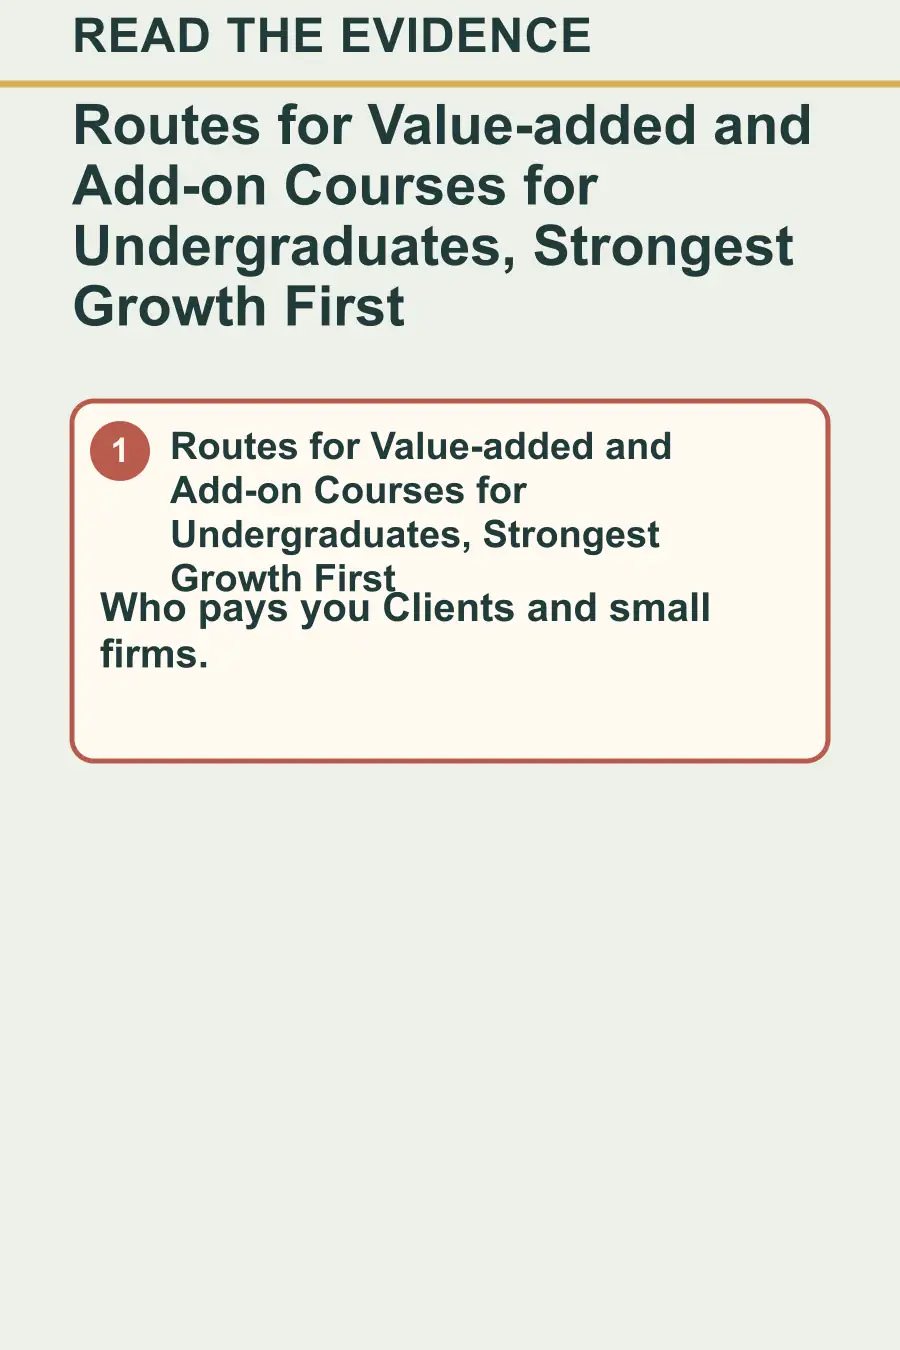 READ THE EVIDENCE
Routes for Value-added and
Add-on Courses for
Undergraduates, Strongest
Growth First
1
Routes for Value-added and
Add-on Courses for
Undergraduates, Strongest
Growth First
Who pays you Clients and small
firms.